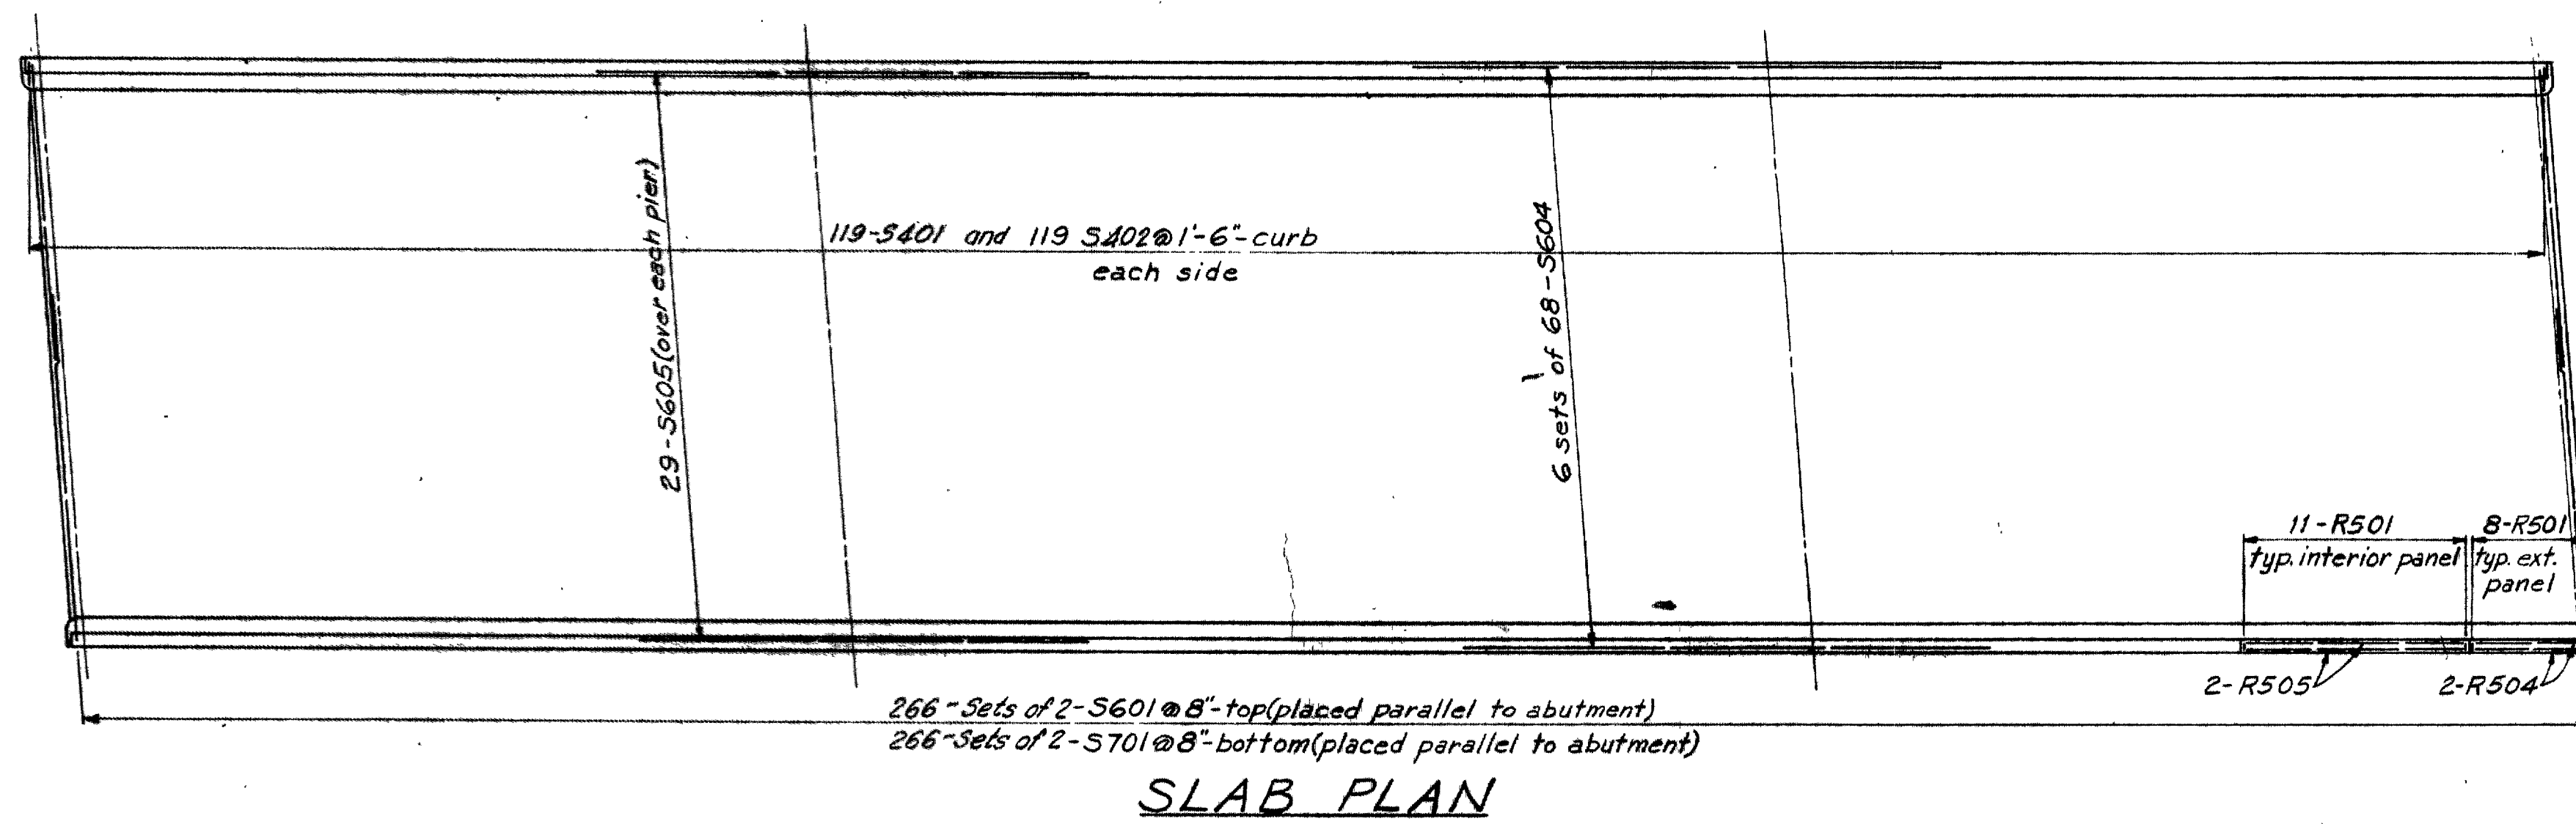 119-S401 and 119 S402@1'-6"-curb
each side
29-S605(over each pier)
6 sets of 68-S604
11-R501
typ. interior panel
8-R501
typ. ext.
panel
2-R505
2-R504
266-Sets of 2-S601@8"-top(placed parallel to abutment)
266-Sets of 2-S701@8"-bottom(placed parallel to abutment)
SLAB PLAN